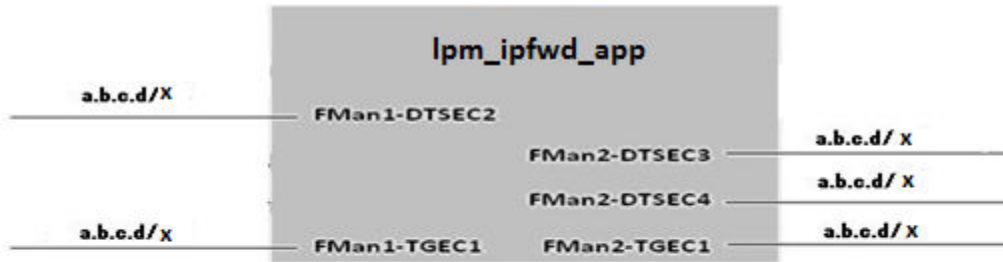 lpm_ipfwd_app
a.b.c.d/X
FMan1-DTSEC2
FMan2-DTSEC3
a.b.c.d/ X
FMan2-DTSEC4
a.b.c.d/ X
a.b.c.d/X
FMan1-TGEC1
FMan2-TGEC1
a.b.c.d/ X